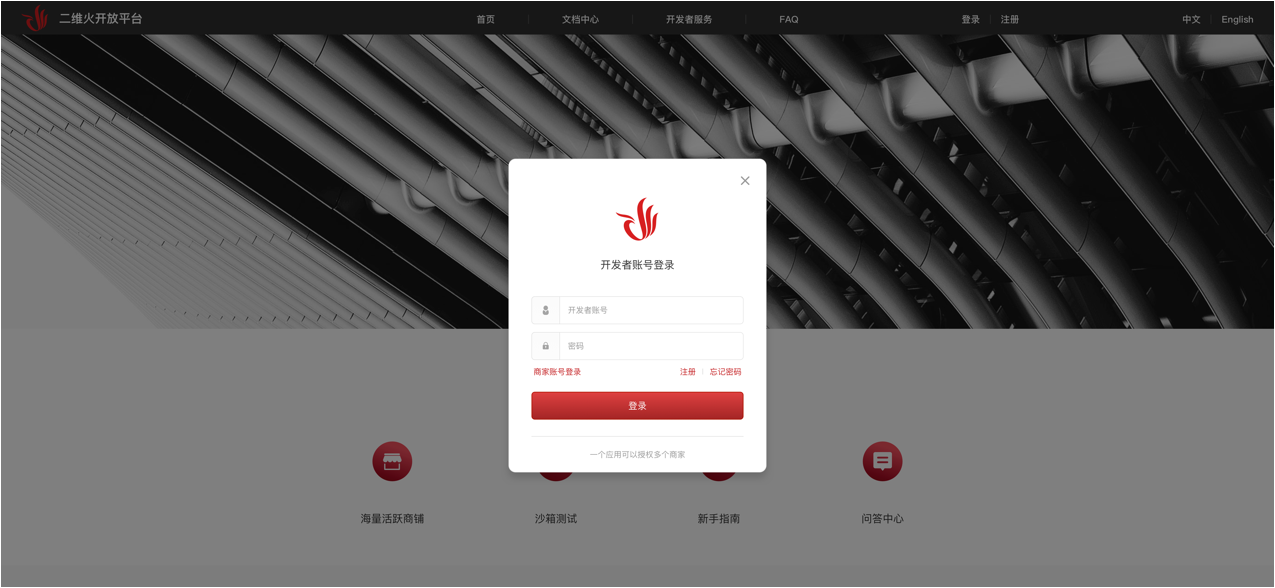 二维火开放平台
首页 文档中心 开发者服务 FAQ 登录 注册 中文 English
开发者账号登录
开发者账号
密码
商家账号登录 注册 忘记密码
登录
一个应用可以授权多个商家
海量活跃商铺 沙箱测试 新手指南 问答中心